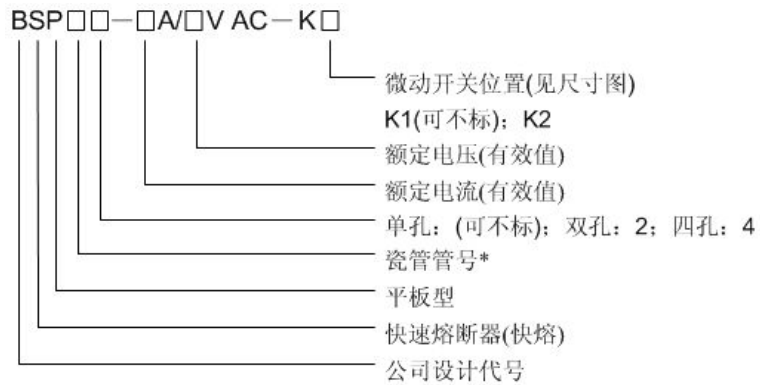 BSP□□—□A/□V AC—K□
微动开关位置(见尺寸图)
K1(可不标)；K2
额定电压(有效值)
额定电流(有效值)
单孔：(可不标)；双孔：2；四孔：4
瓷管管号*
平板型
快速熔断器(快熔)
公司设计代号